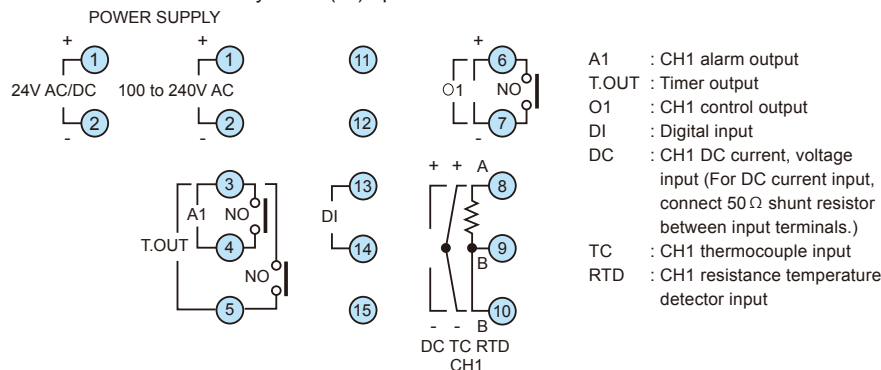 POWER SUPPLY
+ + +
1 1 11 6
24V AC/DC 100 to 240V AC O1 NO
2 2 12 7
- - -
+ + A
3 13 8
A1 NO DI
T.OUT 4 14 9
NO B
5 15 10
- - B
DC TC RTD
CH1
A1 : CH1 alarm output
T.OUT : Timer output
O1 : CH1 control output
DI : Digital input
DC : CH1 DC current, voltage
input (For DC current input,
connect 50 Ω shunt resistor
between input terminals.)
TC : CH1 thermocouple input
RTD : CH1 resistance temperature
detector input